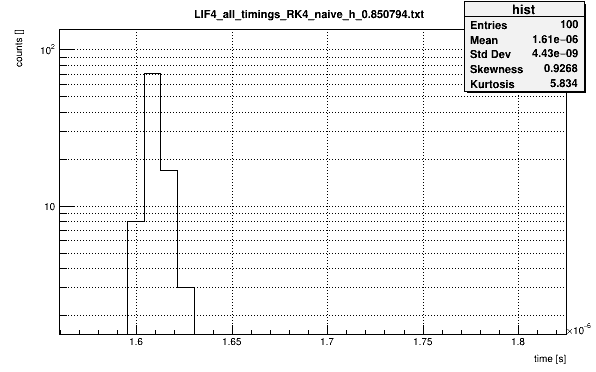 LIF4_all_timings_RK4_naive_h_0.850794.txt
hist
Entries 100
Mean 1.61e−06
Std Dev 4.43e−09
Skewness 0.9268
Kurtosis 5.834
counts []
10²
10
1.6 1.65 1.7 1.75 1.8
×10⁻⁶
time [s]